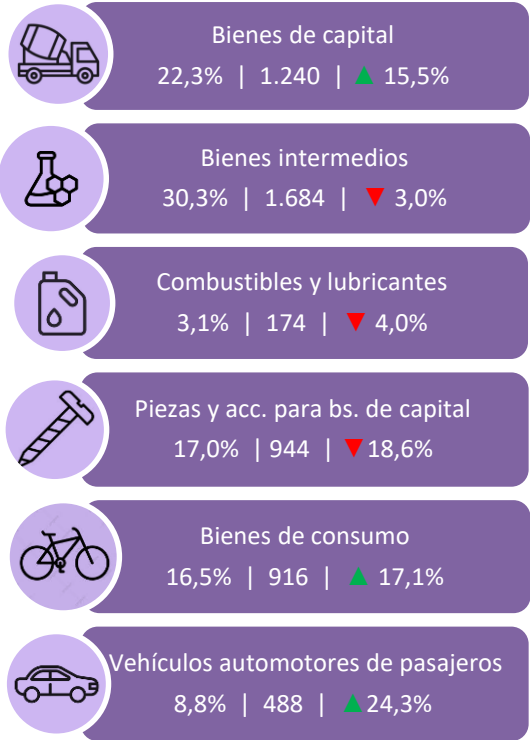 Bienes de capital
22,3% | 1.240 | ▲ 15,5%
Bienes intermedios
30,3% | 1.684 | ▼ 3,0%
Combustibles y lubricantes
3,1% | 174 | ▼ 4,0%
Piezas y acc. para bs. de capital
17,0% | 944 | ▼ 18,6%
Bienes de consumo
16,5% | 916 | ▲ 17,1%
Vehículos automotores de pasajeros
8,8% | 488 | ▲ 24,3%